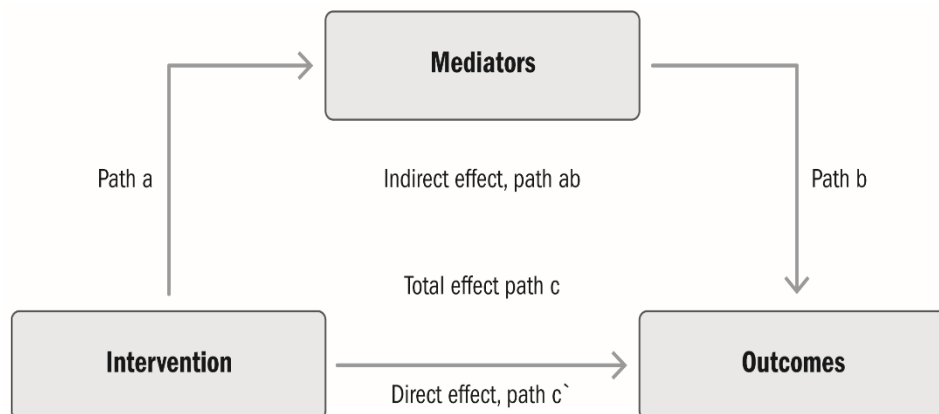 Mediators
Path a
Indirect effect, path ab
Path b
Total effect path c
Intervention
Outcomes
Direct effect, path c`